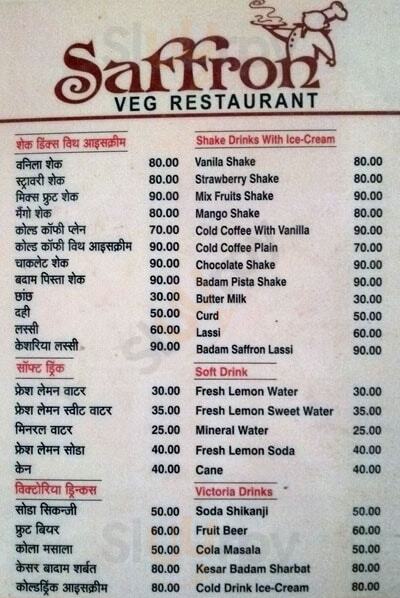 Saffron
VEG RESTAURANT
शेक ड्रिंक्स विथ आइसक्रीम
वनिला शेक 80.00
स्ट्रावरी शेक 80.00
मिक्स फ्रुट शेक 90.00
मैंगो शेक 80.00
कोल्ड कॉफी प्लेन 70.00
कोल्ड कॉफी विथ आइसक्रीम 90.00
चाकलेट शेक 90.00
बदाम पिस्ता शेक 90.00
छांछ 30.00
दही 50.00
लस्सी 60.00
केशरिया लस्सी 90.00
सॉफ्ट ड्रिंक
फ्रेश लेमन वाटर 30.00
फ्रेश लेमन स्वीट वाटर 35.00
मिनरल वाटर 25.00
फ्रेश लेमन सोडा 40.00
केन 40.00
विक्टोरिया ड्रिन्कस
सोडा सिकन्जी 50.00
फ्रुट बियर 60.00
कोला मसाला 50.00
केसर बादाम शर्बत 80.00
कोल्डड्रिंक आइसक्रीम 80.00
Shake Drinks With Ice-Cream
Vanila Shake 80.00
Strawberry Shake 80.00
Mix Fruits Shake 90.00
Mango Shake 80.00
Cold Coffee With Vanilla 90.00
Cold Coffee Plain 70.00
Chocolate Shake 90.00
Badam Pista Shake 90.00
Butter Milk 30.00
Curd 50.00
Lassi 60.00
Badam Saffron Lassi 90.00
Soft Drink
Fresh Lemon Water 30.00
Fresh Lemon Sweet Water 35.00
Mineral Water 25.00
Fresh Lemon Soda 40.00
Cane 40.00
Victoria Drinks
Soda Shikanji 50.00
Fruit Beer 60.00
Cola Masala 50.00
Kesar Badam Sharbat 80.00
Cold Drink Ice-Cream 80.00